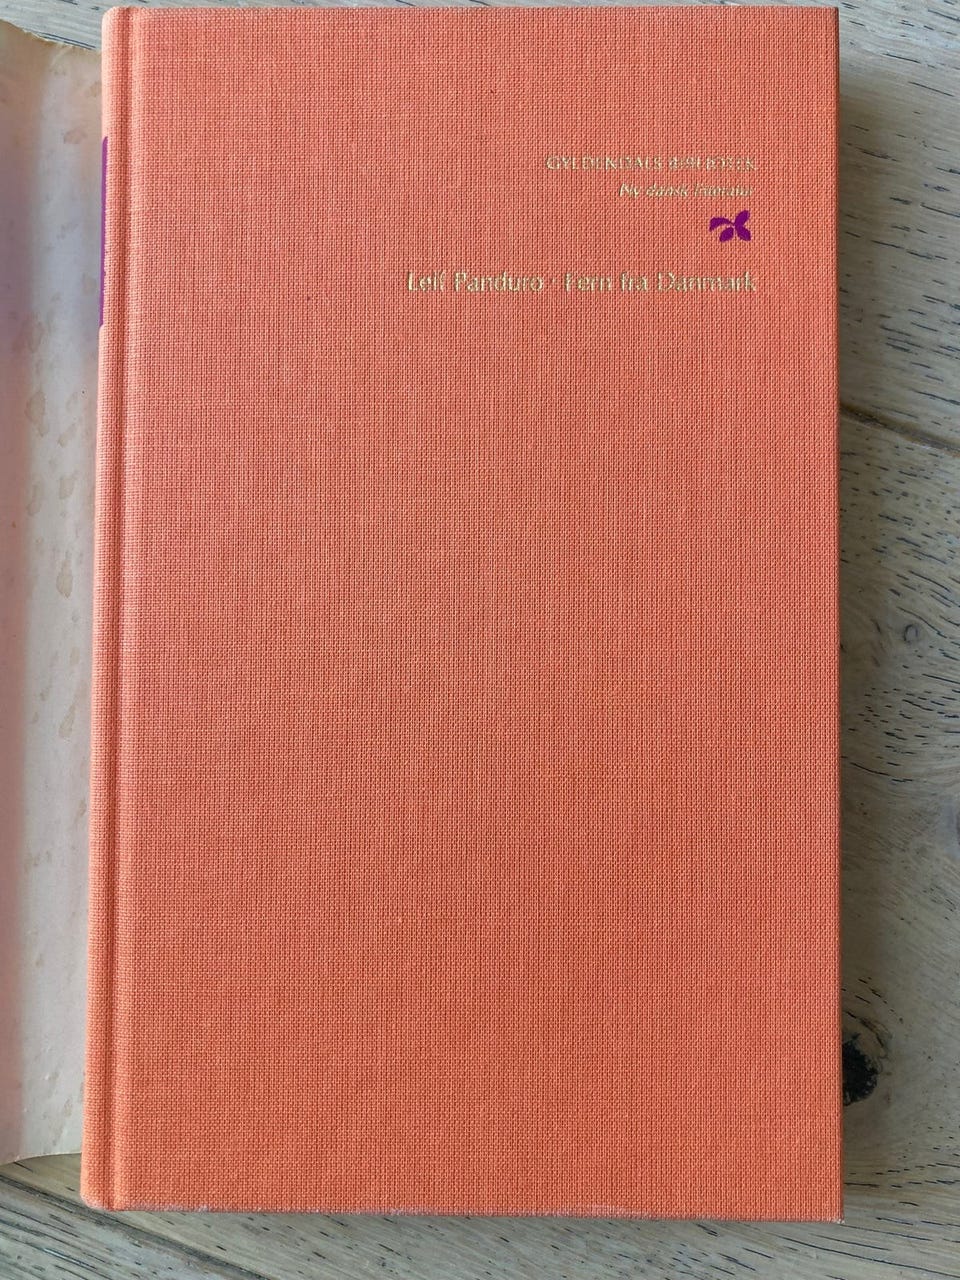 GYLDENDALS BIBLIOTEK
Ny dansk litteratur
Leif Panduro · Fern fra Danmark